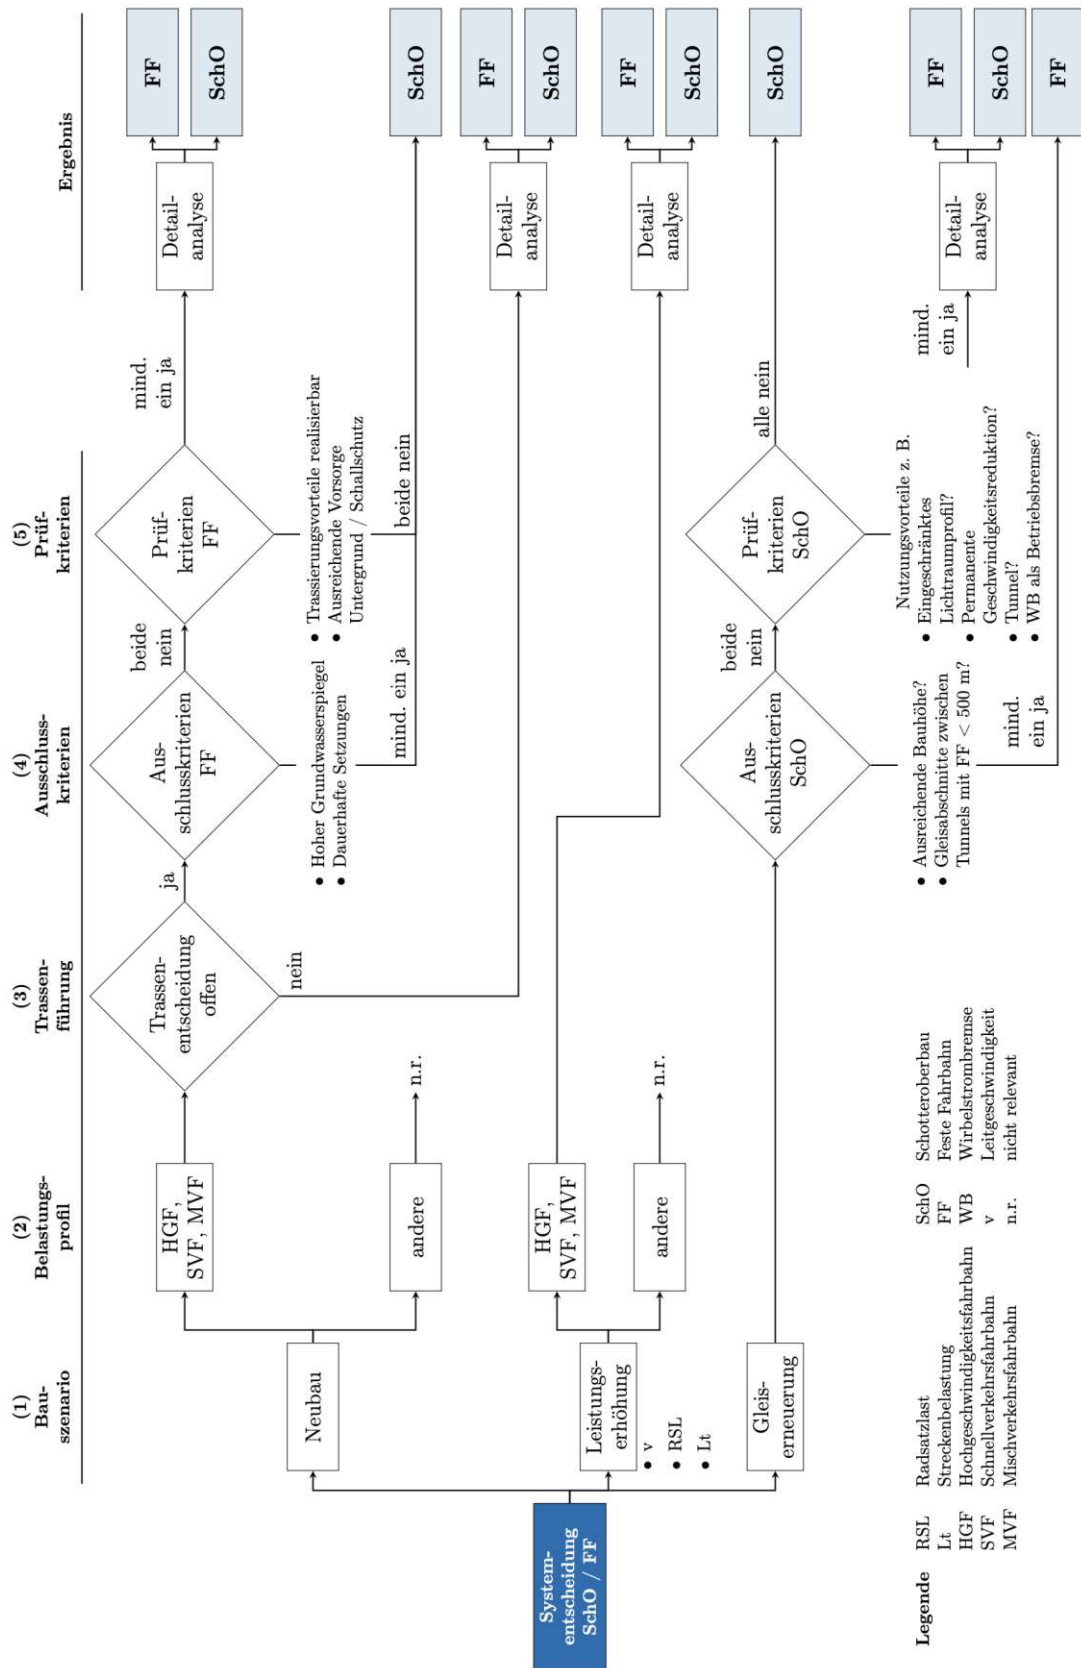 (1)
Bau-
szenario
(2)
Belastungs-
profil
(3)
Trassen-
führung
(4)
Ausschluss-
kriterien
(5)
Prüf-
kriterien
Ergebnis
System-
entscheidung
SchO / FF
Neubau
HGF,
SVF, MVF
andere
n.r.
Trassen-
entscheidung
offen
ja
nein
Aus-
schlusskriterien
FF
beide
nein
• Hoher Grundwasserspiegel
• Dauerhafte Setzungen
mind. ein ja
Prüf-
kriterien
FF
mind.
ein ja
• Trassierungsvorteile realisierbar
• Ausreichende Vorsorge
Untergrund / Schallschutz
beide nein
Detail-
analyse
FF
SchO
SchO
Detail-
analyse
FF
SchO
Leistungs-
erhöhung
• v
• RSL
• Lt
HGF,
SVF, MVF
andere
n.r.
Detail-
analyse
FF
SchO
Gleis-
erneuerung
Aus-
schlusskriterien
SchO
beide
nein
• Ausreichende Bauhöhe?
• Gleisabschnitte zwischen
Tunnels mit FF < 500 m?
mind.
ein ja
Prüf-
kriterien
SchO
alle nein
SchO
Nutzungsvorteile z. B.
• Eingeschränktes
Lichtraumprofil?
• Permanente
Geschwindigkeitsreduktion?
• Tunnel?
• WB als Betriebsbremse?
mind.
ein ja
Detail-
analyse
FF
SchO
FF
Legende
RSL Radsatzlast SchO Schotteroberbau
Lt Streckenbelastung FF Feste Fahrbahn
HGF Hochgeschwindigkeitsfahrbahn WB Wirbelstrombremse
SVF Schnellverkehrsfahrbahn v Leitgeschwindigkeit
MVF Mischverkehrsfahrbahn n.r. nicht relevant